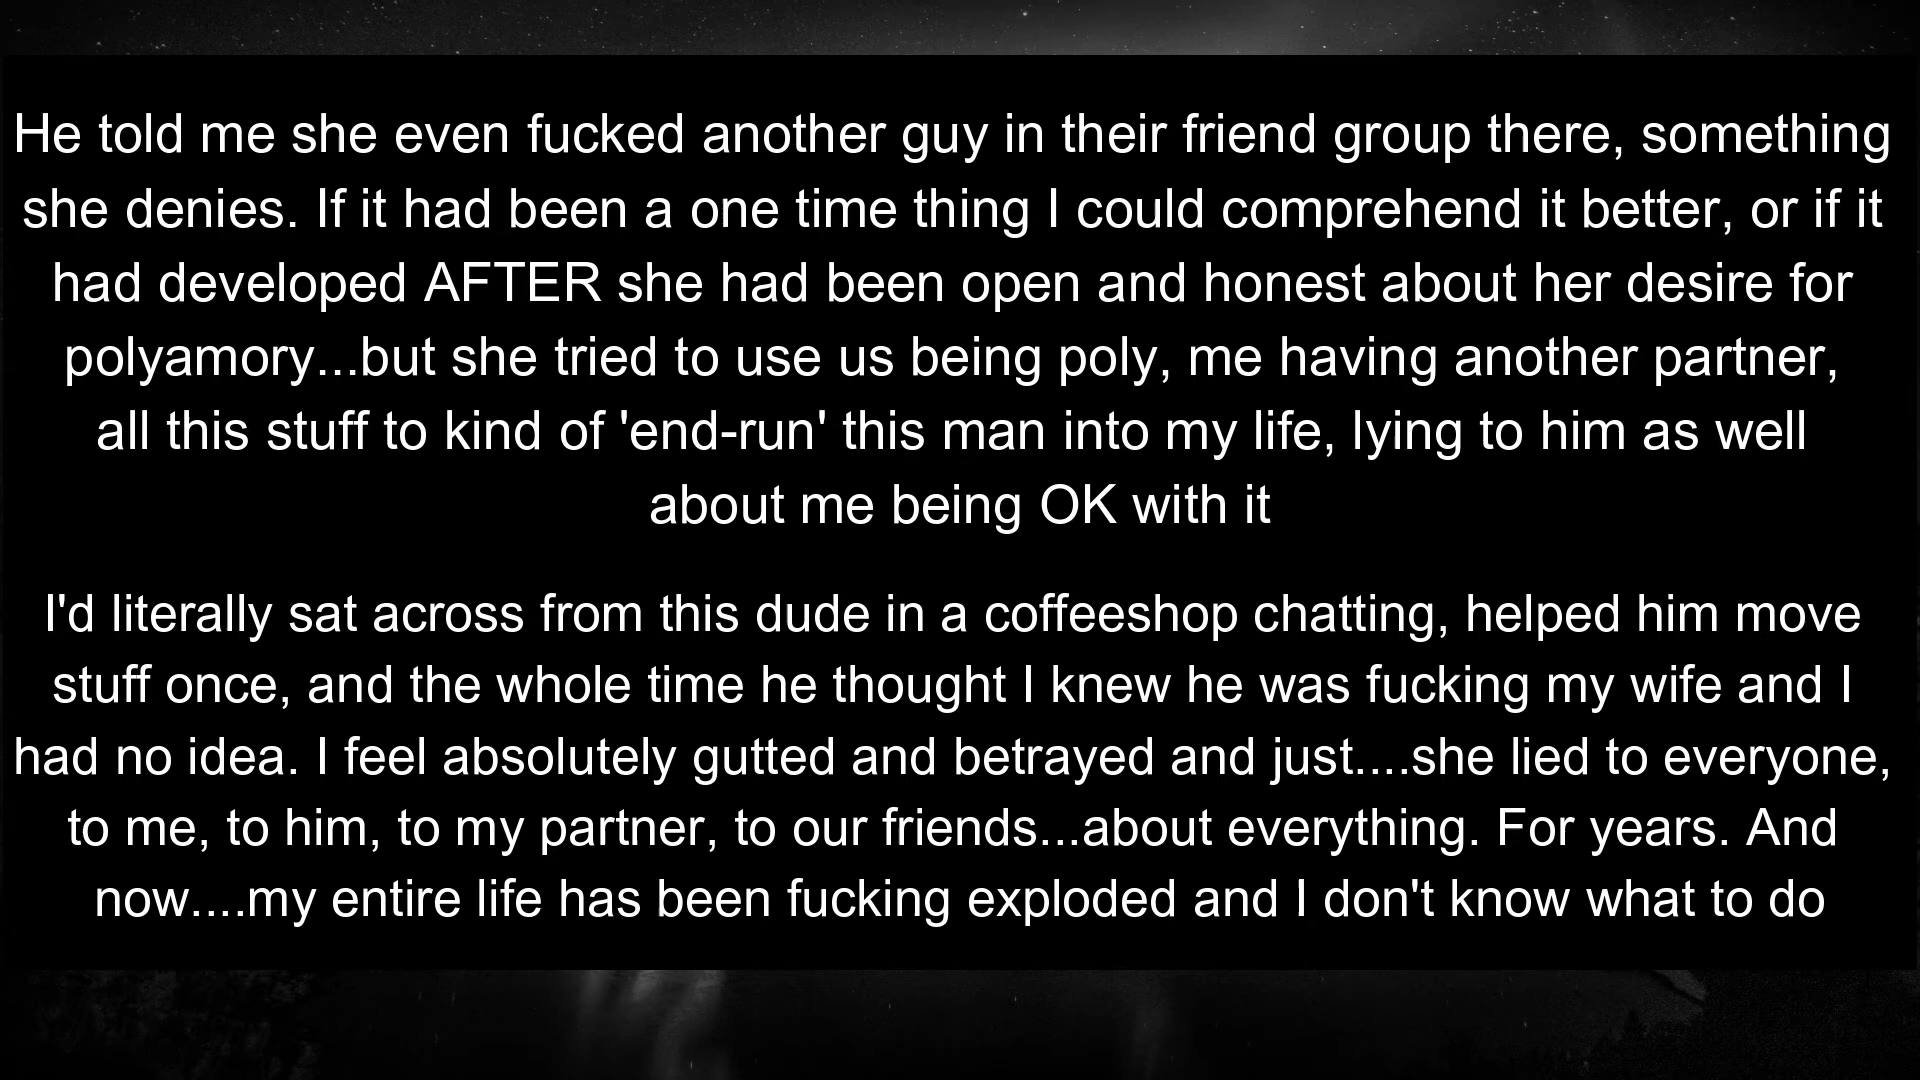 He told me she even fucked another guy in their friend group there, something
she denies. If it had been a one time thing I could comprehend it better, or if it
had developed AFTER she had been open and honest about her desire for
polyamory...but she tried to use us being poly, me having another partner,
all this stuff to kind of 'end-run' this man into my life, lying to him as well
about me being OK with it
I'd literally sat across from this dude in a coffeeshop chatting, helped him move
stuff once, and the whole time he thought I knew he was fucking my wife and I
had no idea. I feel absolutely gutted and betrayed and just....she lied to everyone,
to me, to him, to my partner, to our friends...about everything. For years. And
now....my entire life has been fucking exploded and I don't know what to do